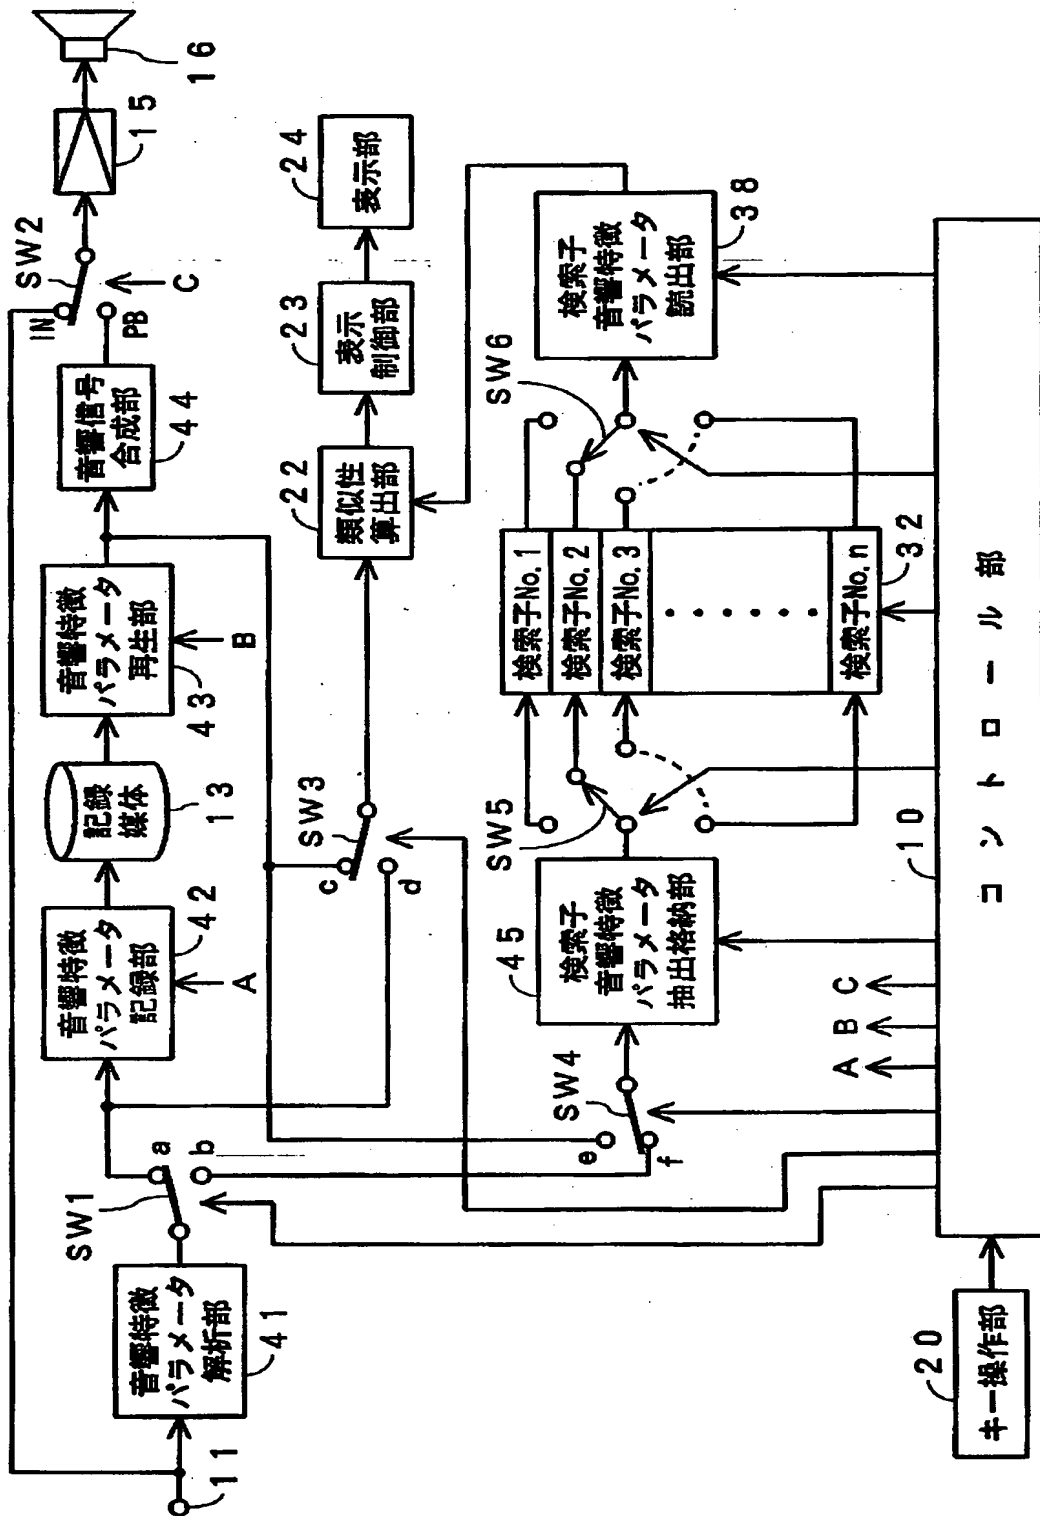 11
音響特徴
パラメータ
解析部
41
SW1
a
b
音響特徴
パラメータ
記録部
42
A
記録
媒体
13
音響特徴
パラメータ
再生部
43
B
音響信号
合成部
44
IN
PB
SW2
C
15
16
c
d
SW3
類似性
算出部
22
表示
制御部
23
表示部
24
e
f
SW4
検索子
音響特徴
パラメータ
抽出格納部
45
SW5
検索子No.1
検索子No.2
検索子No.3
検索子No.n
32
SW6
検索子
音響特徴
パラメータ
読出部
38
A
B
C
10
コントロール部
20
キー操作部